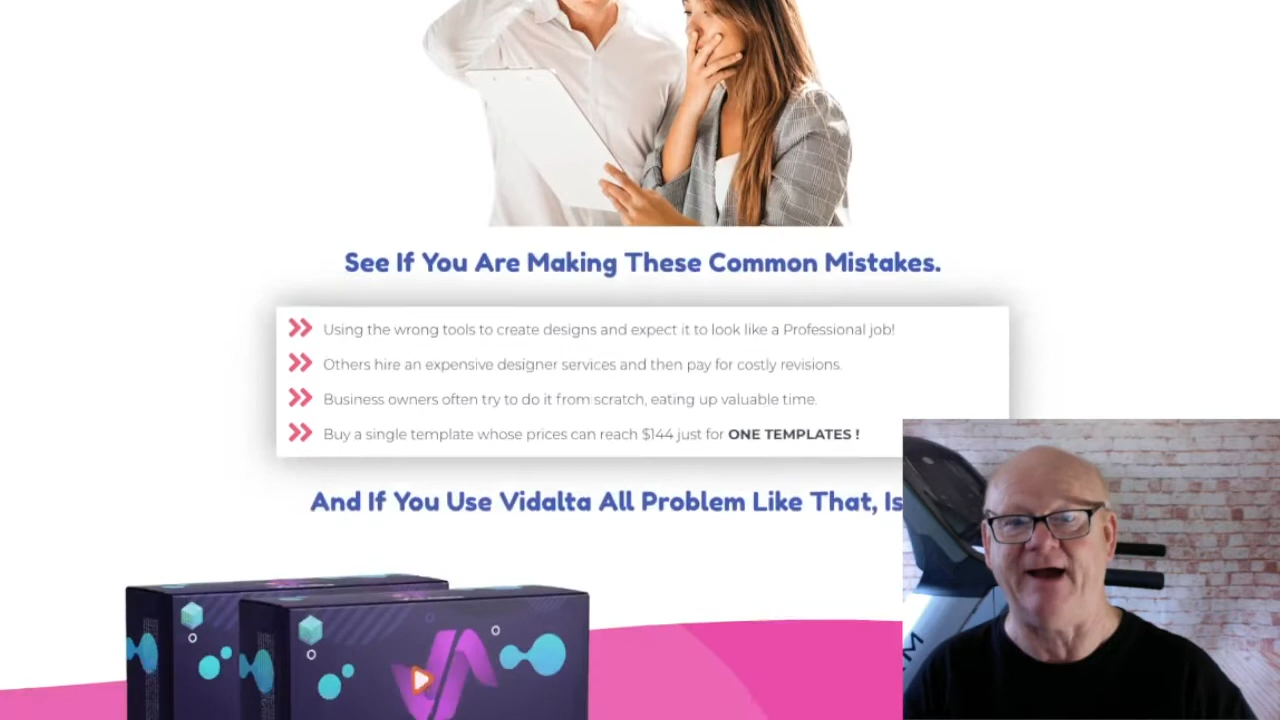 See If You Are Making These Common Mistakes.
Using the wrong tools to create designs and expect it to look like a Professional job!
Others hire an expensive designer services and then pay for costly revisions.
Business owners often try to do it from scratch, eating up valuable time.
Buy a single template whose prices can reach $144 just for ONE TEMPLATES !
And If You Use Vidalta All Problem Like That, Is